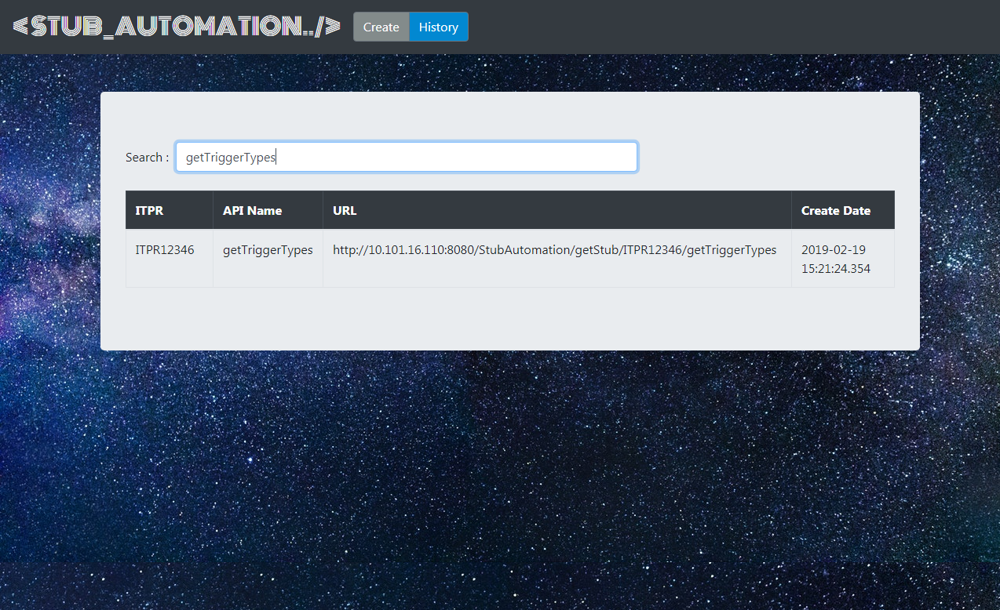 <STUB_AUTOMATION../>
Create
History
Search :
getTriggerTypes
ITPR
API Name
URL
Create Date
ITPR12346
getTriggerTypes
http://10.101.16.110:8080/StubAutomation/getStub/ITPR12346/getTriggerTypes
2019-02-19
15:21:24.354